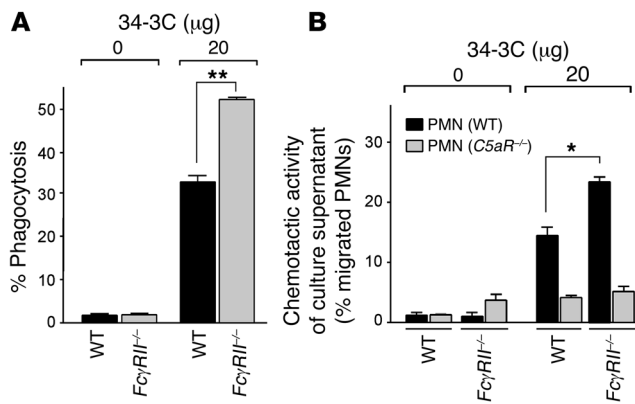 A
34-3C (μg)
0
20
**
50
40
30
20
10
0
% Phagocytosis
WT
FcγRII⁻/⁻
WT
FcγRII⁻/⁻
B
34-3C (μg)
0
20
PMN (WT)
PMN (C5aR⁻/⁻)
*
30
20
10
0
Chemotactic activity
of culture supernatant
(% migrated PMNs)
WT
FcγRII⁻/⁻
WT
FcγRII⁻/⁻